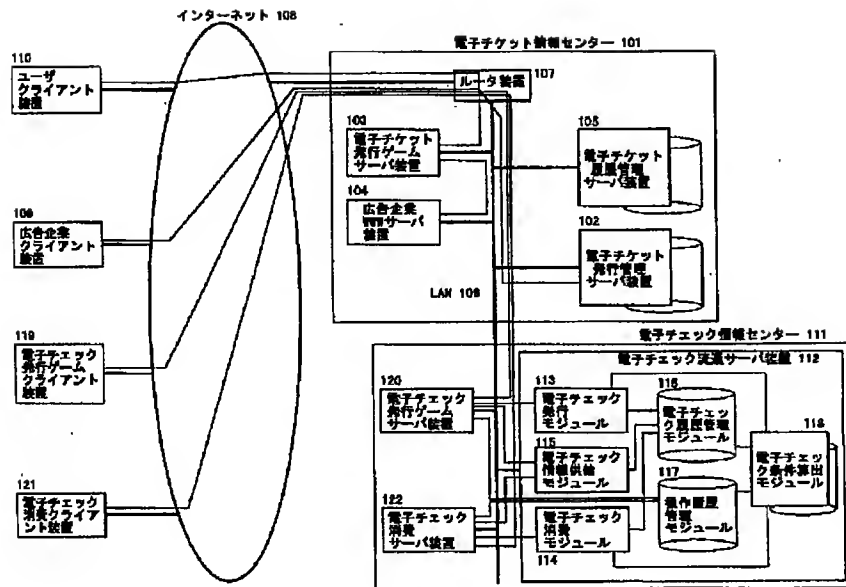 インターネット 108
電子チケット情報センター 101
110
ユーザ
クライアント
装置
107
ルータ装置
103
電子チケット
発行ゲーム
サーバ装置
105
電子チケット
履歴管理
サーバ装置
104
広告企業
WWWサーバ
装置
109
広告企業
クライアント
装置
102
電子チケット
発行管理
サーバ装置
LAN
電子チェック情報センター 111
電子チェック流通サーバ装置 112
119
電子チェック
発行ゲーム
クライアント
装置
120
電子チェック
発行ゲーム
サーバ装置
113
電子チェック
発行
モジュール
116
電子チェッ
ク履歴管理
モジュール
118
電子チェッ
ク条件算出
モジュール
115
電子チェック
情報供給
モジュール
117
操作履歴
管理
モジュール
121
電子チェック
消費クライア
ント装置
122
電子チェック
消費
サーバ装置
電子チェック
消費
モジュール
114